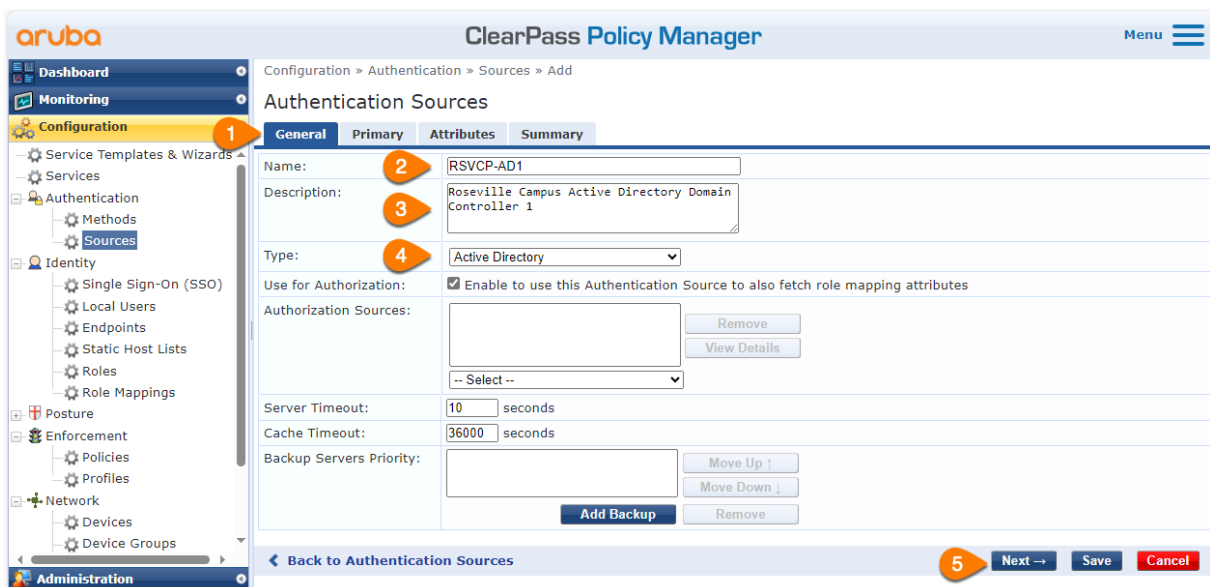 aruba
ClearPass Policy Manager
Menu
Dashboard
Monitoring
Configuration
Service Templates & Wizards
Services
Authentication
Methods
Sources
Identity
Single Sign-On (SSO)
Local Users
Endpoints
Static Host Lists
Roles
Role Mappings
Posture
Enforcement
Policies
Profiles
Network
Devices
Device Groups
Administration
Configuration » Authentication » Sources » Add
Authentication Sources
1
General Primary Attributes Summary
Name: 2 RSVCP-AD1
Description: 3 Roseville Campus Active Directory Domain
Controller 1
Type: 4 Active Directory
Use for Authorization: Enable to use this Authentication Source to also fetch role mapping attributes
Authorization Sources:
Remove
View Details
-- Select --
Server Timeout: 10 seconds
Cache Timeout: 36000 seconds
Backup Servers Priority:
Move Up ↑
Move Down ↓
Add Backup Remove
Back to Authentication Sources 5 Next → Save Cancel